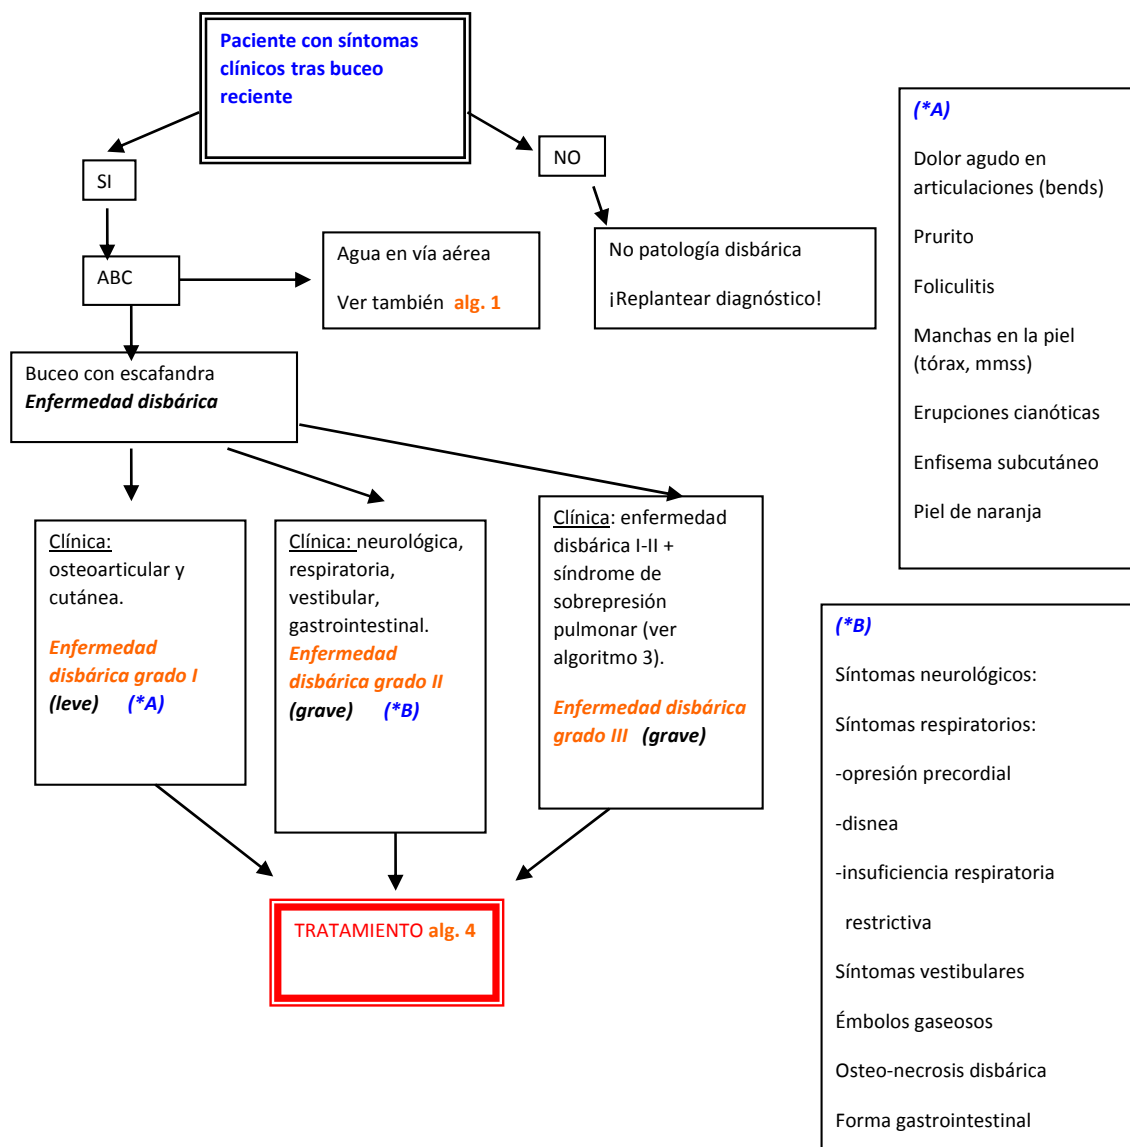 Paciente con síntomas
clínicos tras buceo
reciente
SI
NO
ABC
Agua en vía aérea
Ver también alg. 1
No patología disbárica
¡Replantear diagnóstico!
Buceo con escafandra
Enfermedad disbárica
Clínica:
osteoarticular y
cutánea.
Enfermedad
disbárica grado I
(leve) (*A)
Clínica: neurológica,
respiratoria,
vestibular,
gastrointestinal.
Enfermedad
disbárica grado II
(grave) (*B)
Clínica: enfermedad
disbárica I-II +
síndrome de
sobrepresión
pulmonar (ver
algoritmo 3).
Enfermedad disbárica
grado III (grave)
TRATAMIENTO alg. 4
(*A)
Dolor agudo en
articulaciones (bends)
Prurito
Foliculitis
Manchas en la piel
(tórax, mmss)
Erupciones cianóticas
Enfisema subcutáneo
Piel de naranja
(*B)
Síntomas neurológicos:
Síntomas respiratorios:
-opresión precordial
-disnea
-insuficiencia respiratoria
restrictiva
Síntomas vestibulares
Émbolos gaseosos
Osteo-necrosis disbárica
Forma gastrointestinal